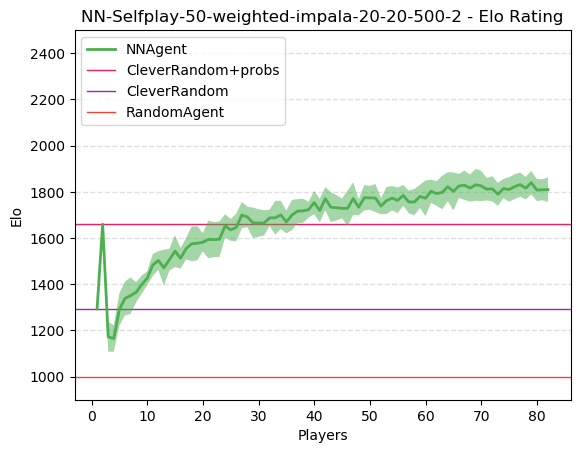 NN-Selfplay-50-weighted-impala-20-20-500-2 - Elo Rating
NNAgent
CleverRandom+probs
CleverRandom
RandomAgent
2400
2200
2000
1800
1600
1400
1200
1000
Elo
0 10 20 30 40 50 60 70 80
Players